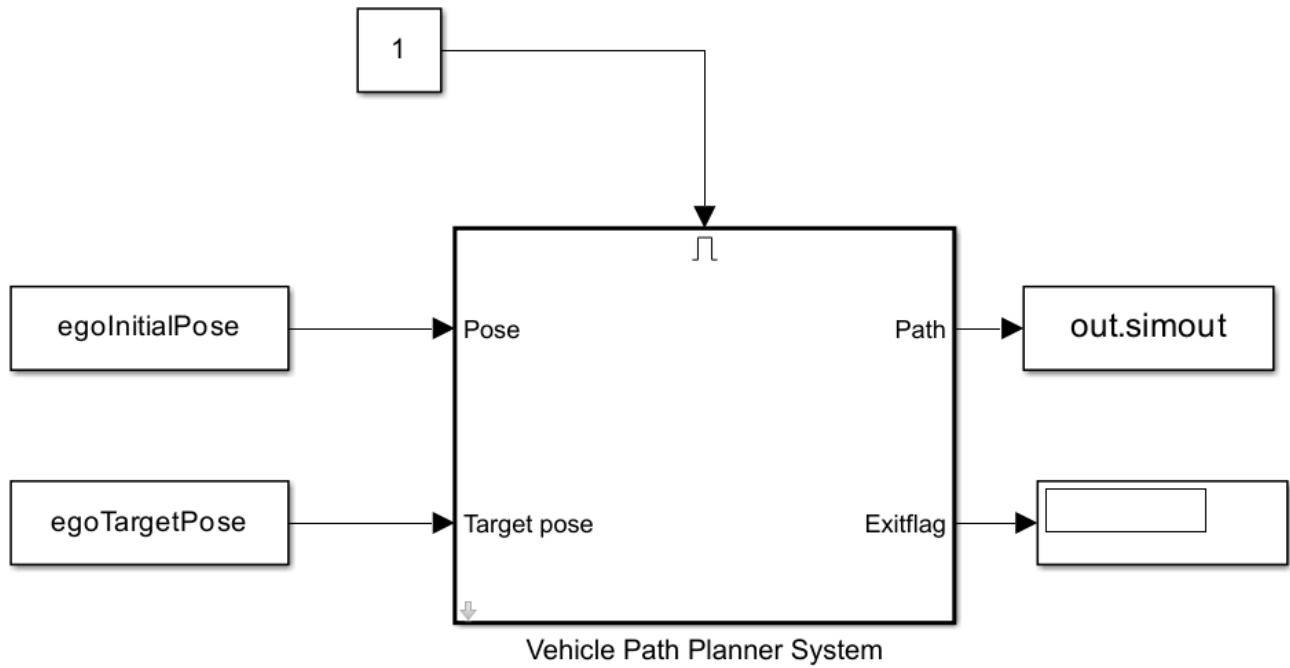 1
egoInitialPose
Pose
Path
out.simout
egoTargetPose
Target pose
Exitflag
Vehicle Path Planner System